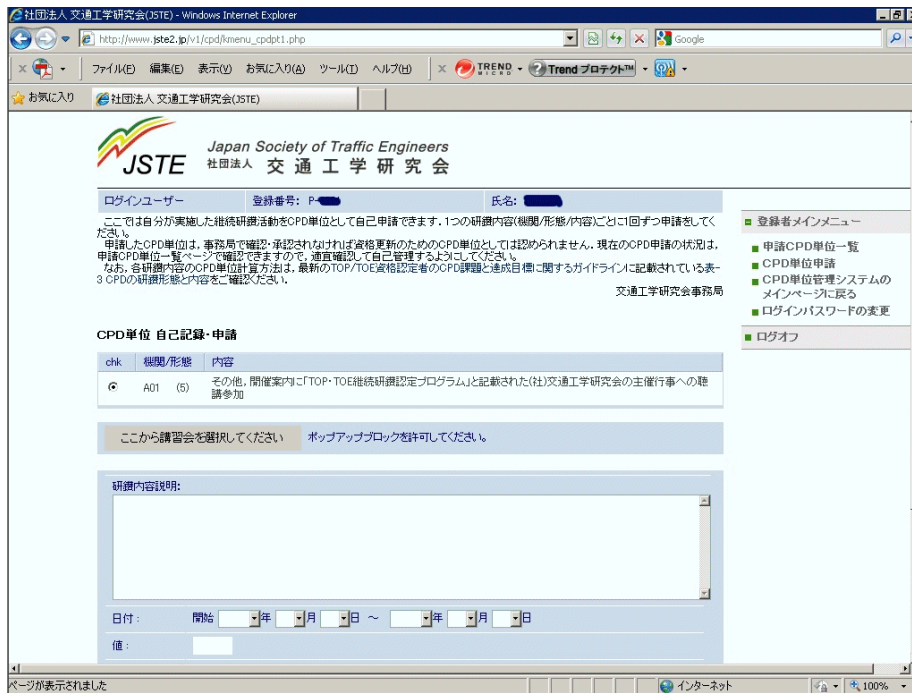 社団法人 交通工学研究会(JSTE) - Windows Internet Explorer
http://www.jste2.jp/v1/cpd/kmenu_cpdpt1.php
Google
ファイル(F) 編集(E) 表示(V) お気に入り(A) ツール(T) ヘルプ(H)
TREND MICRO
Trend プロテクト™
お気に入り
社団法人 交通工学研究会(JSTE)
JSTE
Japan Society of Traffic Engineers
社団法人 交通工学研究会
ログインユーザー 登録番号: P- 氏名:
ここでは自分が実施した継続研鑽活動をCPD単位として自己申請できます.1つの研鑽内容(機関/形態/内容)ごとに1回ずつ申請をしてく
ださい。
申請したCPD単位は,事務局で確認・承認されなければ資格更新のためのCPD単位としては認められません.現在のCPD申請の状況は,
申請CPD単位一覧ページで確認できますので,適宜確認して自己管理するようにしてください。
なお,各研鑽内容のCPD単位計算方法は,最新のTOP/TOE資格認定者のCPD課題と達成目標に関するガイドラインに記載されている表-
3 CPDの研鑽形態と内容をご確認ください.
交通工学研究会事務局
登録者メインメニュー
申請CPD単位一覧
CPD単位申請
CPD単位管理システムの
メインページに戻る
ログインパスワードの変更
ログオフ
CPD単位 自己記録・申請
chk 機関/形態 内容
A01 (5) その他,開催案内に「TOP・TOE継続研鑽認定プログラム」と記載された(社)交通工学研究会の主催行事への聴
講参加
ここから講習会を選択してください ポップアップブロックを許可してください。
研鑽内容説明:
日付: 開始 年 月 日 ~ 年 月 日
値:
ページが表示されました
インターネット
100%